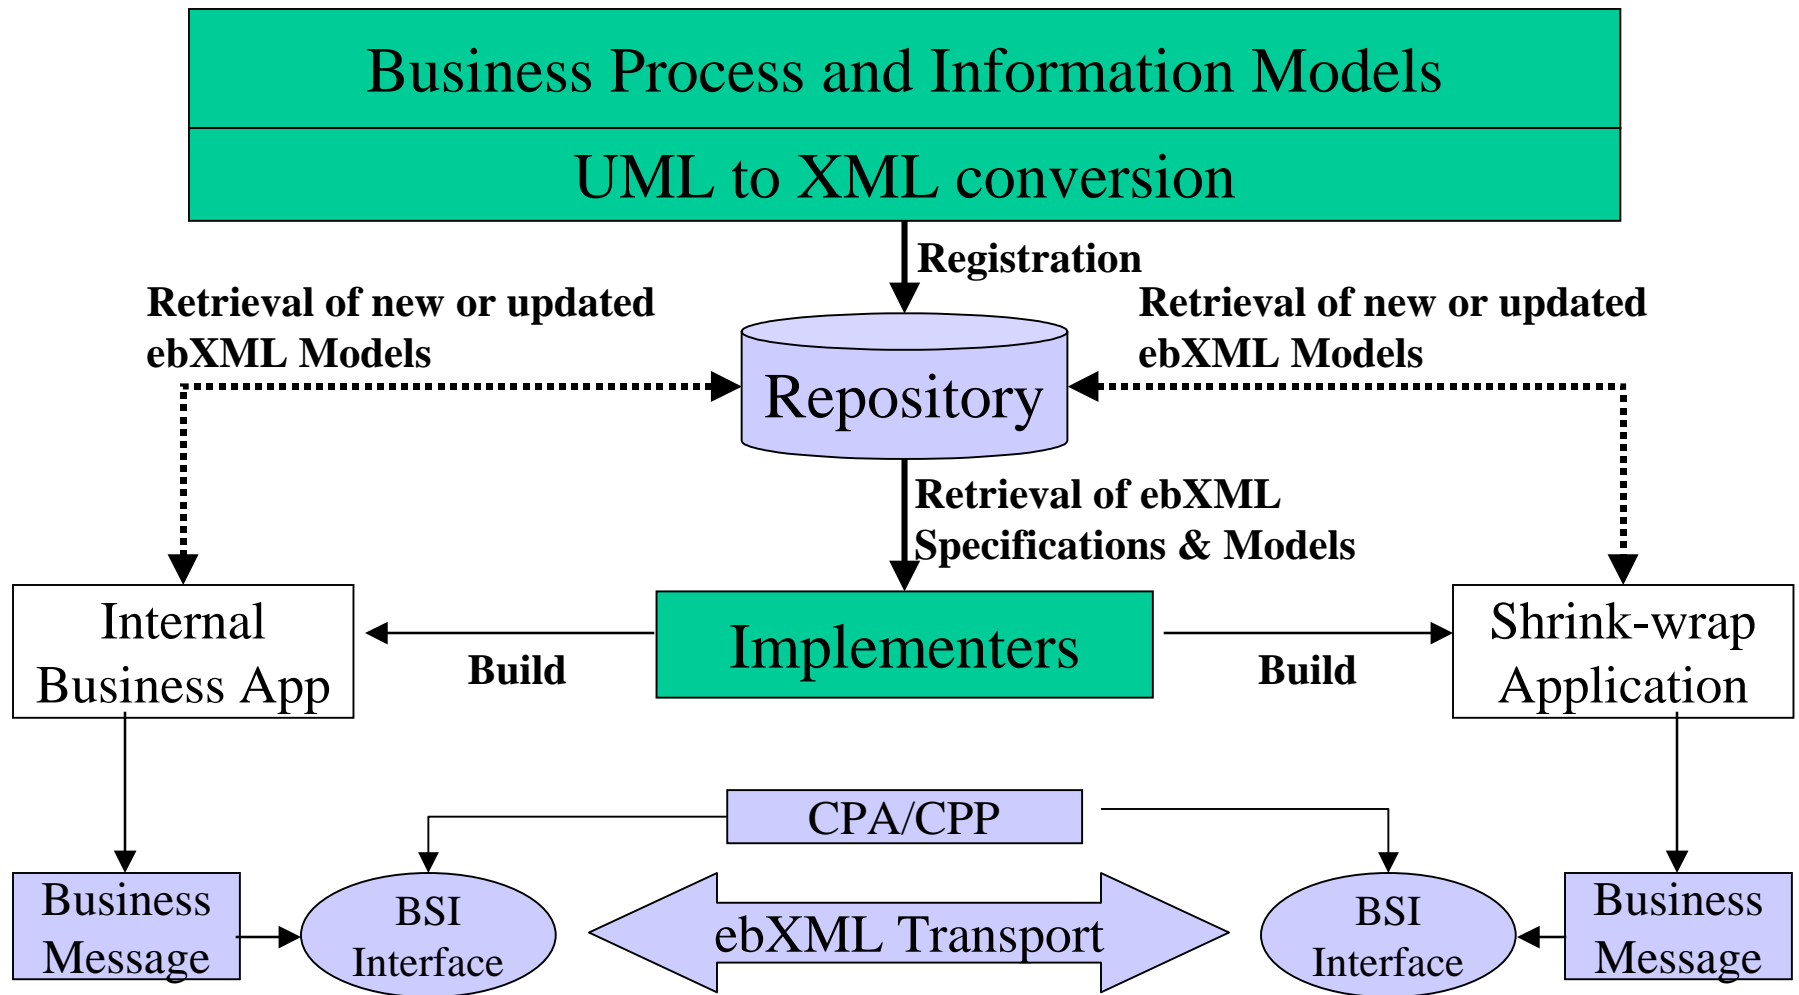 Business Process and Information Models
UML to XML conversion
Registration
Retrieval of new or updated
ebXML Models
Retrieval of new or updated
ebXML Models
Repository
Retrieval of ebXML
Specifications & Models
Internal
Business App
Build
Implementers
Build
Shrink-wrap
Application
CPA/CPP
Business
Message
BSI
Interface
ebXML Transport
BSI
Interface
Business
Message